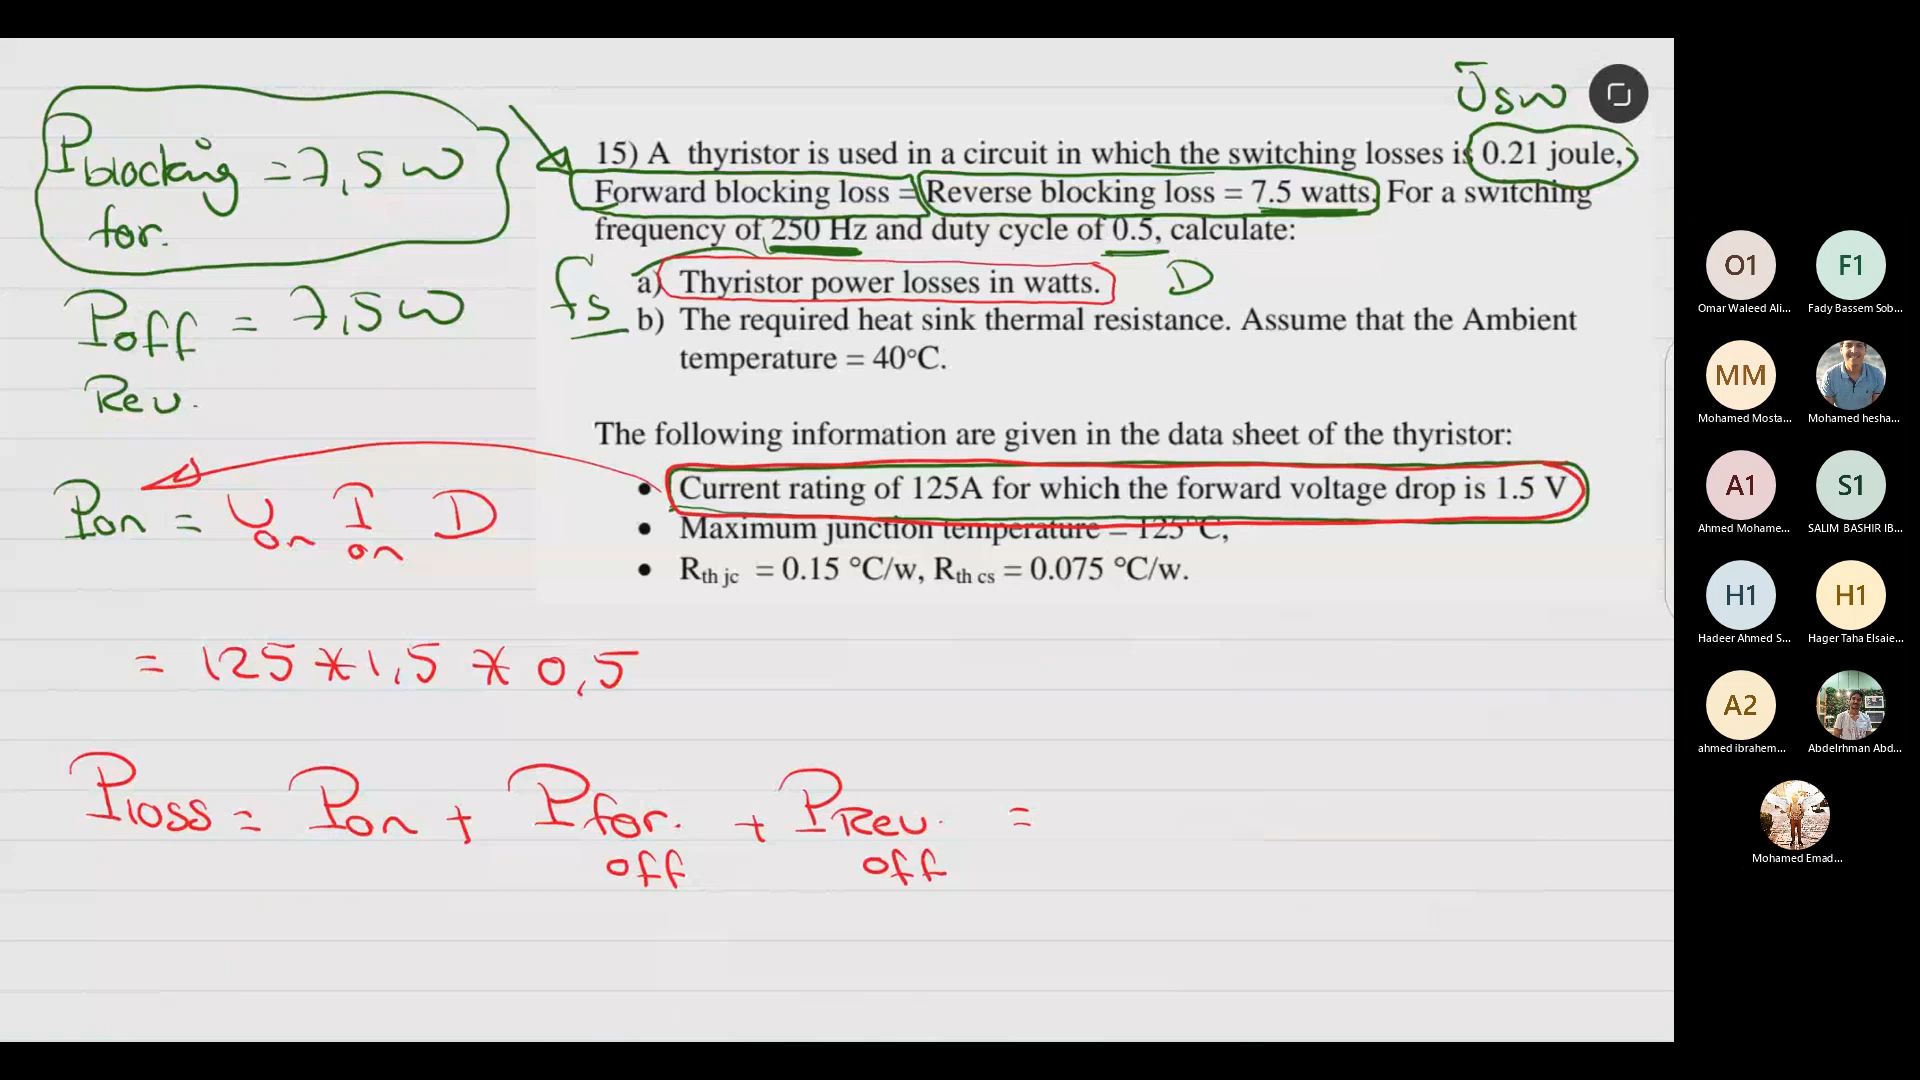 J sw
15) A thyristor is used in a circuit in which the switching losses is 0.21 joule,
Forward blocking loss = Reverse blocking loss = 7.5 watts. For a switching
frequency of 250 Hz and duty cycle of 0.5, calculate:
a) Thyristor power losses in watts.
b) The required heat sink thermal resistance. Assume that the Ambient
temperature = 40°C.
The following information are given in the data sheet of the thyristor:
• Current rating of 125A for which the forward voltage drop is 1.5 V
• Maximum junction temperature = 125°C,
• Rth jc = 0.15 °C/w, Rth cs = 0.075 °C/w.
fs
D
Pblocking = 7,5 w
for.
Poff = 7,5 w
Rev.
Pon = V on I on D
= 125 * 1,5 * 0,5
Ploss = Pon + Pfor. off + PRev. off =
O1
Omar Waleed Ali...
F1
Fady Bassem Sob...
MM
Mohamed Mosta...
Mohamed hesha...
A1
Ahmed Mohame...
S1
SALIM BASHIR IB...
H1
Hadeer Ahmed S...
H1
Hager Taha Elsaie...
A2
ahmed ibrahem...
Abdelrhman Abd...
Mohamed Emad...